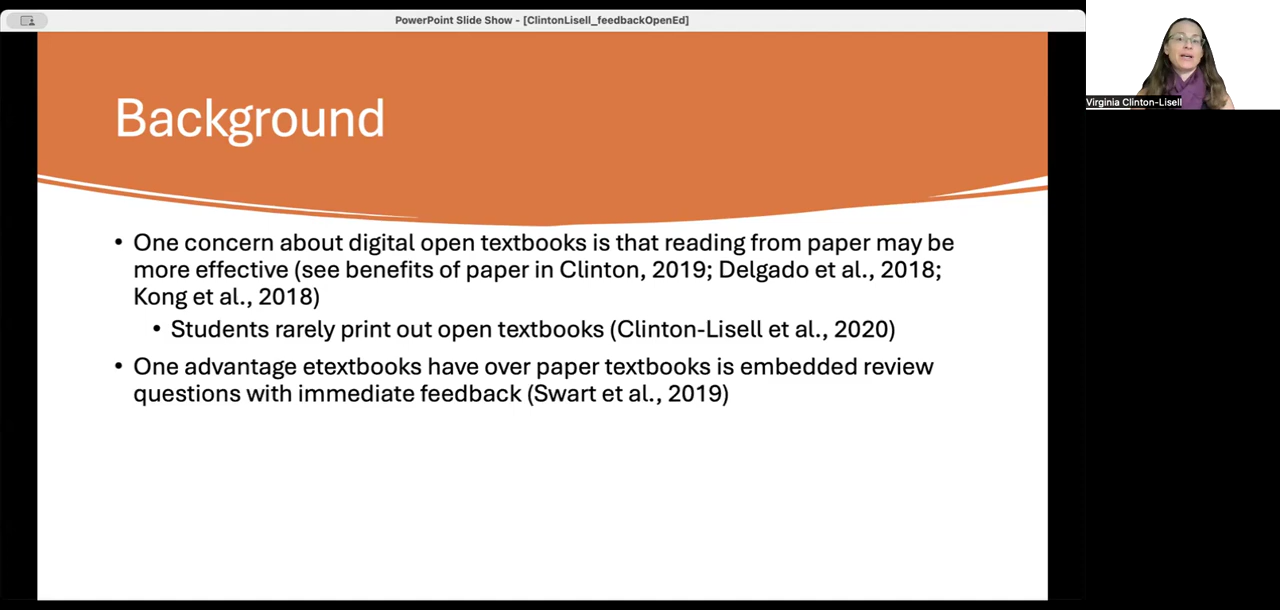 PowerPoint Slide Show - [ClintonLisell_feedbackOpenEd]
Virginia Clinton-Lisell
Background
• One concern about digital open textbooks is that reading from paper may be
more effective (see benefits of paper in Clinton, 2019; Delgado et al., 2018;
Kong et al., 2018)
• Students rarely print out open textbooks (Clinton-Lisell et al., 2020)
• One advantage etextbooks have over paper textbooks is embedded review
questions with immediate feedback (Swart et al., 2019)